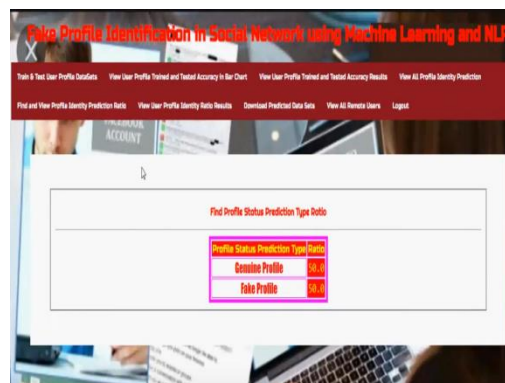 Fake Profile Identification in Social Network using Machine Learning and NLP
Train & Test User Profile DataSets View User Profile Trained and Tested Accuracy in Bar Chart View User Profile Trained and Tested Accuracy Results View All Profile Identity Prediction
Find and View Profile Identity Prediction Ratio View User Profile Identity Ratio Results Download Predicted Data Sets View All Remote Users Logout
FACEBOOK
ACCOUNT
Find Profile Status Prediction Type Ratio
Profile Status Prediction Type Ratio
Genuine Profile 50.0
Fake Profile 50.0